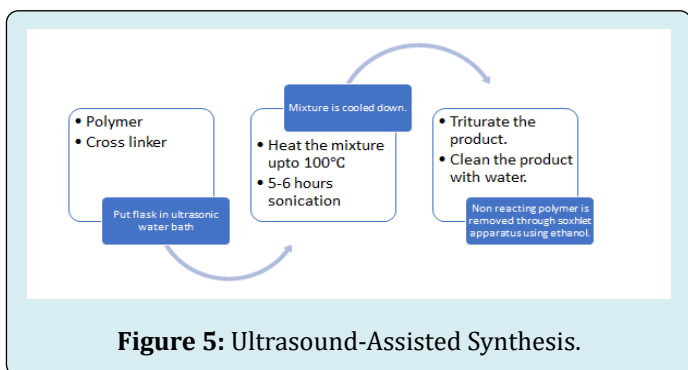 • Polymer
• Cross linker
Put flask in ultrasonic
water bath
Mixture is cooled down.
• Heat the mixture
upto 100°C
• 5-6 hours
sonication
• Triturate the
product.
• Clean the product
with water.
Non reacting polymer is
removed through soxhlet
apparatus using ethanol.
Figure 5: Ultrasound-Assisted Synthesis.